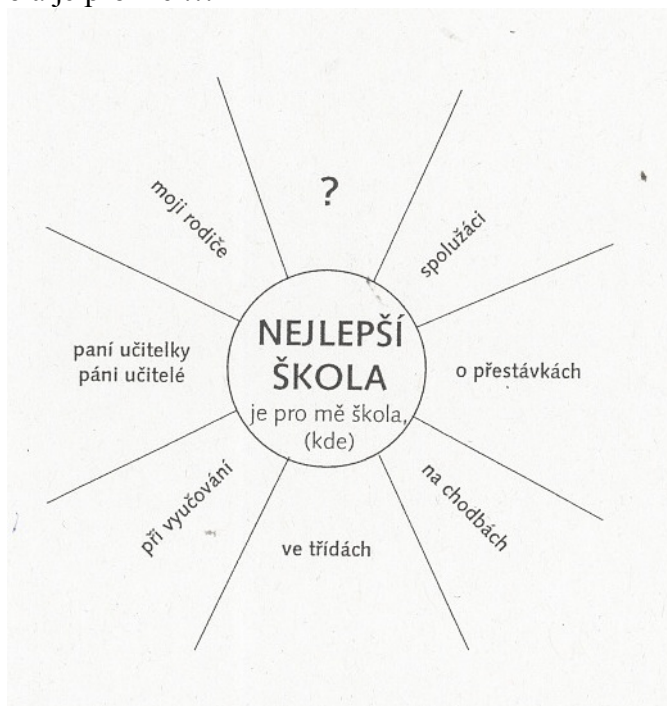 ?
spolužáci
o přestávkách
na chodbách
ve třídách
při vyučování
paní učitelky
páni učitelé
moji rodiče
NEJLEPŠÍ
ŠKOLA
je pro mě škola,
(kde)